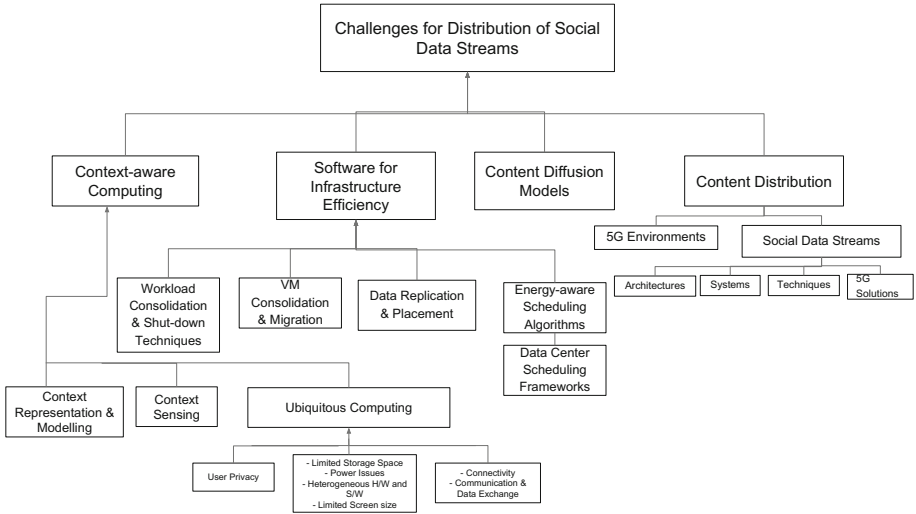 Challenges for Distribution of Social
Data Streams
Context-aware
Computing
Software for
Infrastructure
Efficiency
Content Diffusion
Models
Content Distribution
5G Environments
Social Data Streams
Architectures
Systems
Techniques
5G
Solutions
Workload
Consolidation
& Shut-down
Techniques
VM
Consolidation
& Migration
Data Replication
& Placement
Energy-aware
Scheduling
Algorithms
Data Center
Scheduling
Frameworks
Context
Representation &
Modelling
Context
Sensing
Ubiquitous Computing
User Privacy
- Limited Storage Space
- Power Issues
- Heterogeneous H/W and
S/W
- Limited Screen size
- Connectivity
- Communication &
Data Exchange